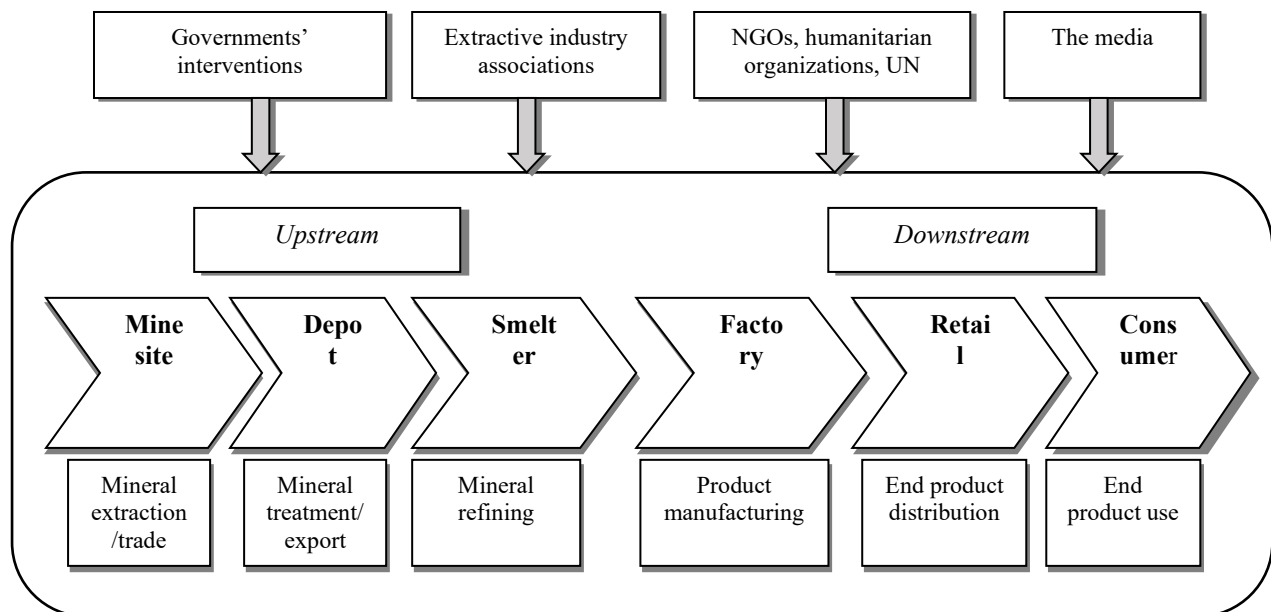 Governments’
interventions
Extractive industry
associations
NGOs, humanitarian
organizations, UN
The media
Upstream
Downstream
Mine
site
Depo
t
Smelt
er
Facto
ry
Retai
l
Cons
umer
Mineral
extraction
/trade
Mineral
treatment/
export
Mineral
refining
Product
manufacturing
End product
distribution
End
product use